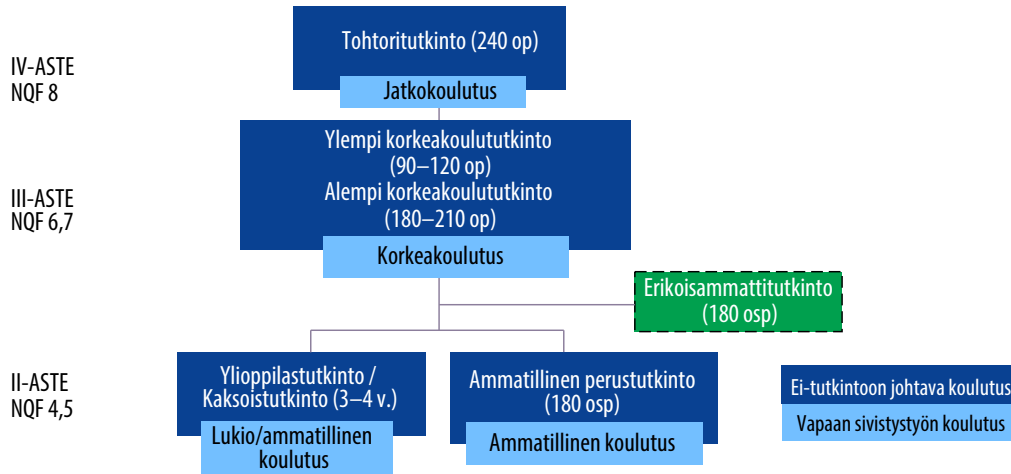 Tohtoritutkinto (240 op)
Jatkokoulutus
IV-ASTE
NQF 8
Ylempi korkeakoulututkinto
(90–120 op)
Alempi korkeakoulututkinto
(180–210 op)
Korkeakoulutus
III-ASTE
NQF 6,7
Erikoisammattitutkinto
(180 osp)
II-ASTE
NQF 4,5
Ylioppilastutkinto /
Kaksoistutkinto (3–4 v.)
Lukio/ammatillinen
koulutus
Ammatillinen perustutkinto
(180 osp)
Ammatillinen koulutus
Ei-tutkintoon johtava koulutus
Vapaan sivistystyön koulutus